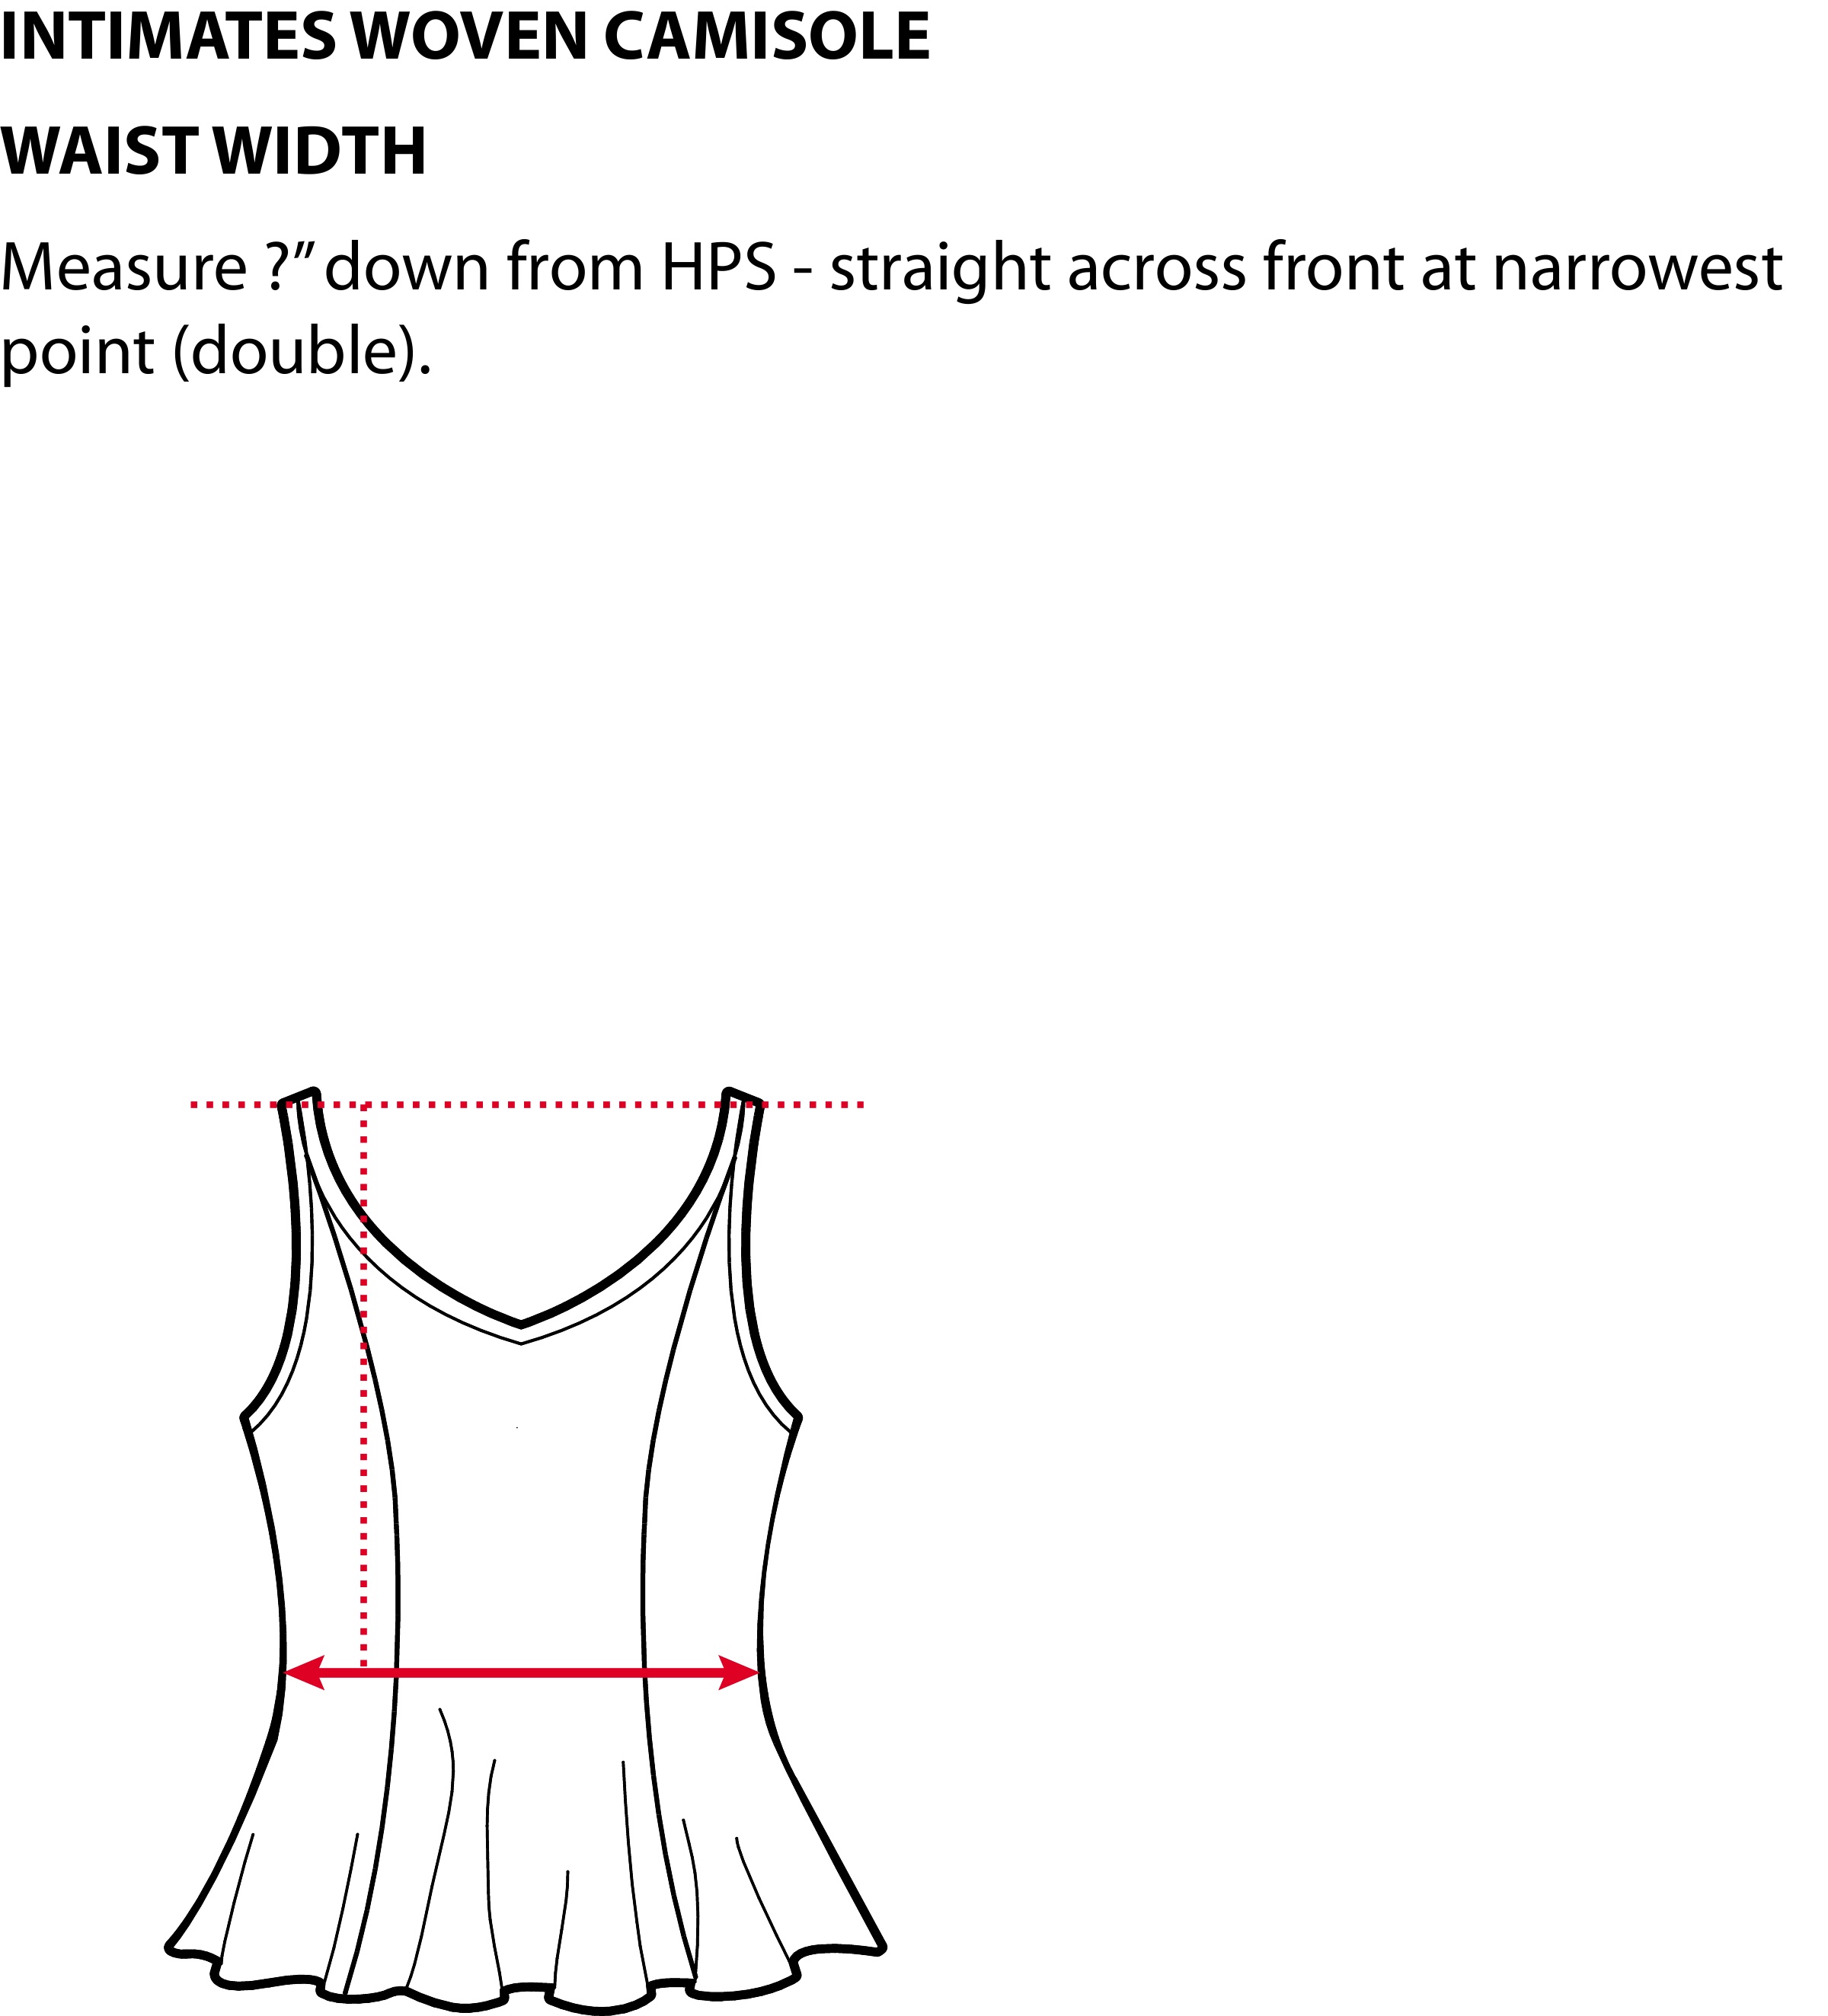 INTIMATES WOVEN CAMISOLE
WAIST WIDTH
Measure ?” down from HPS - straight across front at narrowest
point (double).